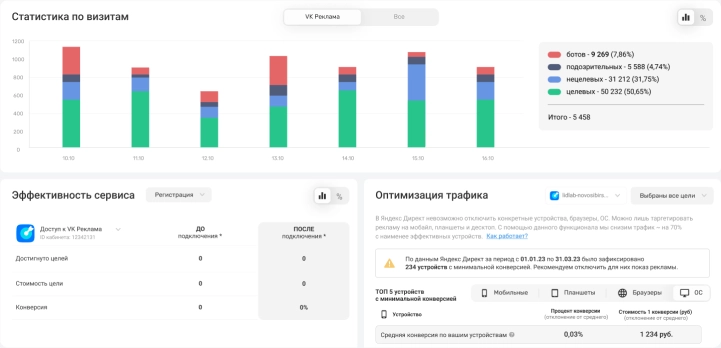 Статистика по визитам
VK Реклама
Все
%
1200
1000
800
600
400
200
0
10.10
11.10
12.10
13.10
14.10
15.10
16.10
ботов - 9 269 (7,86%)
подозрительных - 5 588 (4,74%)
нецелевых - 31 212 (31,75%)
целевых - 50 232 (50,65%)
Итого - 5 458
Эффективность сервиса
Регистрация
%
Доступ к VK Реклама
ID кабинета: 12342131
ДО
подключения *
ПОСЛЕ
подключения *
Достигнуто целей
0
0
Стоимость цели
0
0
Конверсия
0
0%
Оптимизация трафика
lidlab-novosibirs...
Выбраны все цели
В Яндекс Директ невозможно отключить конкретные устройства, браузеры, ОС. Можно лишь таргетировать
рекламу на мобайл, планшеты и десктоп. С помощью данного функционала мы снизим трафик – на 70%
с наименее эффективных устройств. Как работает?
По данным Яндекс Директ за период с 01.01.23 по 31.03.23 было зафиксировано
234 устройств с минимальной конверсией. Рекомендуем отключить для них показ рекламы.
ТОП 5 устройств
с минимальной конверсией
Мобильные
Планшеты
Браузеры
ОС
Устройство
Процент конверсии
(отклонение от среднего)
Стоимость 1 конверсии (руб)
(отклонение от среднего)
Средняя конверсия по вашим устройствам
0,03%
1 234 руб.